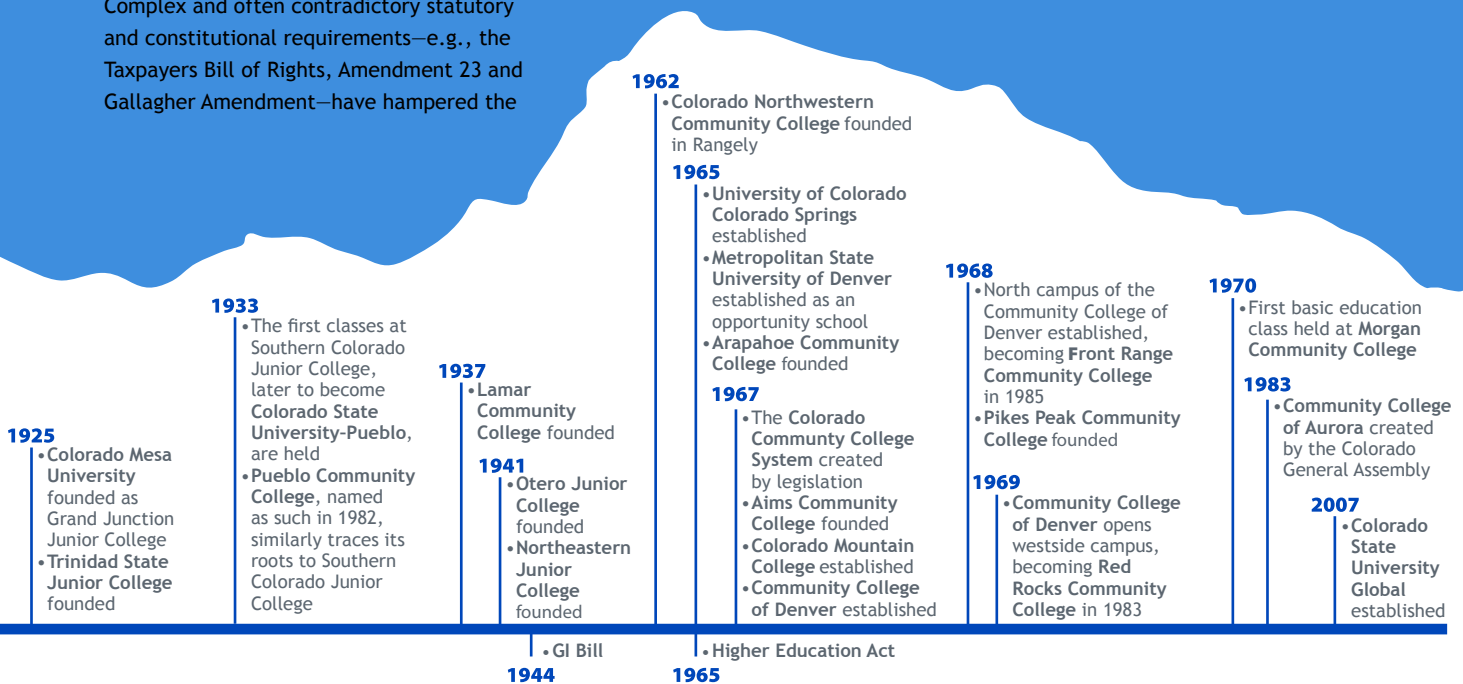 Complex and often contradictory statutory
and constitutional requirements—e.g., the
Taxpayers Bill of Rights, Amendment 23 and
Gallagher Amendment—have hampered the
1925
•Colorado Mesa
University
founded as
Grand Junction
Junior College
•Trinidad State
Junior College
founded
1933
•The first classes at
Southern Colorado
Junior College,
later to become
Colorado State
University-Pueblo,
are held
•Pueblo Community
College, named
as such in 1982,
similarly traces its
roots to Southern
Colorado Junior
College
1937
•Lamar
Community
College founded
1941
•Otero Junior
College
founded
•Northeastern
Junior
College
founded
•GI Bill
1944
1962
•Colorado Northwestern
Community College founded
in Rangely
1965
•University of Colorado
Colorado Springs
established
•Metropolitan State
University of Denver
established as an
opportunity school
•Arapahoe Community
College founded
•Higher Education Act
1965
1967
•The Colorado
Communty College
System created
by legislation
•Aims Community
College founded
•Colorado Mountain
College established
•Community College
of Denver established
1968
•North campus of the
Community College of
Denver established,
becoming Front Range
Community College
in 1985
•Pikes Peak Community
College founded
1969
•Community College
of Denver opens
westside campus,
becoming Red
Rocks Community
College in 1983
1970
•First basic education
class held at Morgan
Community College
1983
•Community College
of Aurora created
by the Colorado
General Assembly
2007
•Colorado
State
University
Global
established